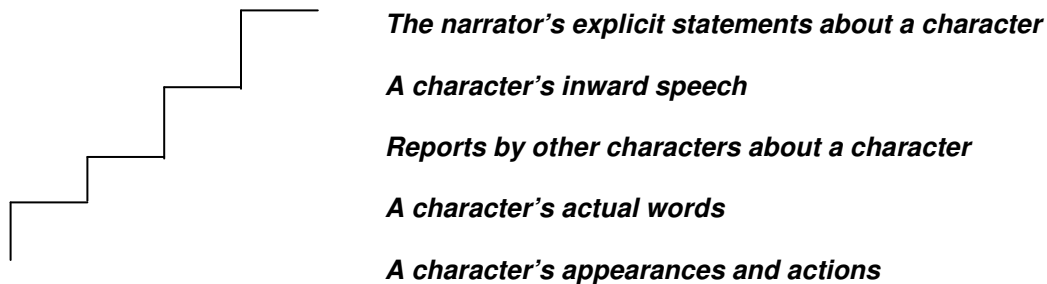 The narrator’s explicit statements about a character
A character’s inward speech
Reports by other characters about a character
A character’s actual words
A character’s appearances and actions